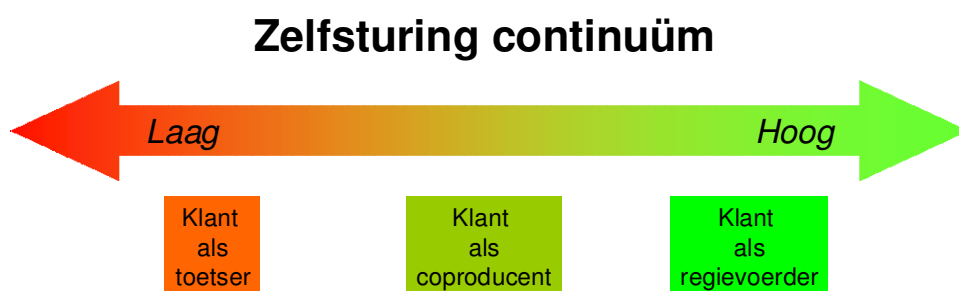 Zelfsturing continuüm
Laag Hoog
Klant
als
toetser
Klant
als
coproducent
Klant
als
regievoerder